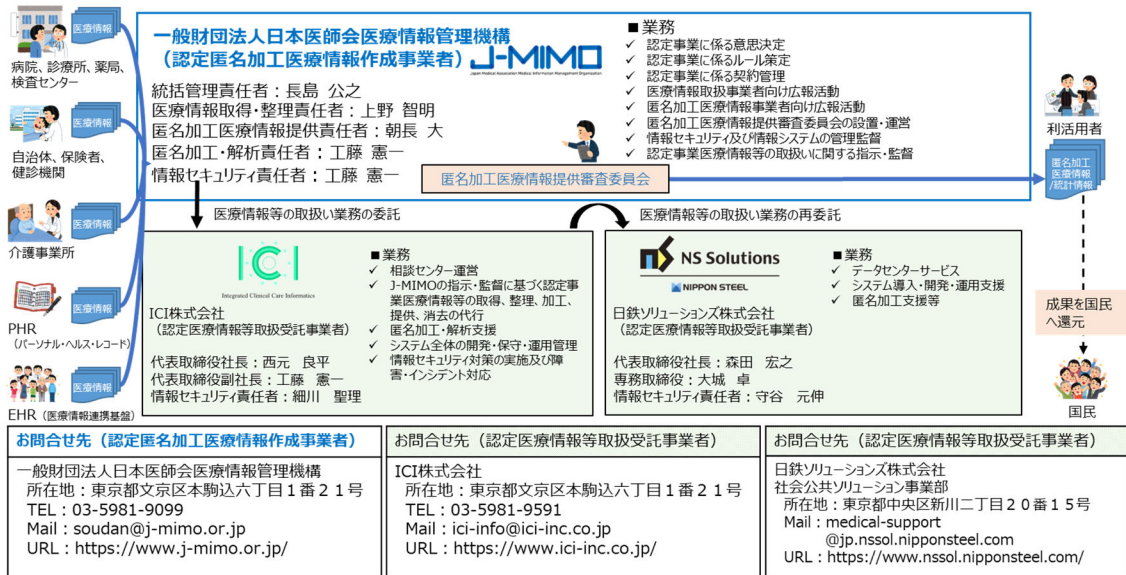 医療情報
病院、診療所、薬局、
検査センター
医療情報
自治体、保険者、
健診機関
医療情報
介護事業所
医療情報
PHR
（パーソナル・ヘルス・レコード）
医療情報
EHR（医療情報連携基盤）
一般財団法人日本医師会医療情報管理機構
（認定匿名加工医療情報作成事業者）
J-MIMO
Japan Medical Association Medical Information Management Organization
統括管理責任者：長島 公之
医療情報取得・整理責任者：上野 智明
匿名加工医療情報提供責任者：朝長 大
匿名加工・解析責任者：工藤 憲一
情報セキュリティ責任者：工藤 憲一
■業務
✓ 認定事業に係る意思決定
✓ 認定事業に係るルール策定
✓ 認定事業に係る契約管理
✓ 医療情報取扱事業者向け広報活動
✓ 匿名加工医療情報事業者向け広報活動
✓ 匿名加工医療情報提供審査委員会の設置・運営
✓ 情報セキュリティ及び情報システムの管理監督
✓ 認定事業医療情報等の取扱いに関する指示・監督
匿名加工医療情報提供審査委員会
利活用者
匿名加工
医療情報
/統計情報
成果を国民
へ還元
国民
医療情報等の取扱い業務の委託
医療情報等の取扱い業務の再委託
ICI
Integrated Clinical Care Informatics
ICI株式会社
（認定医療情報等取扱受託事業者）
代表取締役社長：西元 良平
代表取締役副社長：工藤 憲一
情報セキュリティ責任者：細川 聖理
■業務
✓ 相談センター運営
✓ J-MIMOの指示・監督に基づく認定事
業医療情報等の取得、整理、加工、
提供、消去の代行
✓ 匿名加工・解析支援
✓ システム全体の開発・保守・運用管理
✓ 情報セキュリティ対策の実施及び障
害・インシデント対応
NS Solutions
NIPPON STEEL
日鉄ソリューションズ株式会社
（認定医療情報等取扱受託事業者）
代表取締役社長：森田 宏之
専務取締役：大城 卓
情報セキュリティ責任者：守谷 元伸
■業務
✓ データセンターサービス
✓ システム導入・開発・運用支援
✓ 匿名加工支援等
お問合せ先（認定匿名加工医療情報作成事業者）
一般財団法人日本医師会医療情報管理機構
所在地：東京都文京区本駒込六丁目１番２１号
TEL：03-5981-9099
Mail：soudan@j-mimo.or.jp
URL：https://www.j-mimo.or.jp/
お問合せ先（認定医療情報等取扱受託事業者）
ICI株式会社
所在地：東京都文京区本駒込六丁目１番２１号
TEL：03-5981-9591
Mail：ici-info@ici-inc.co.jp
URL：https://www.ici-inc.co.jp/
お問合せ先（認定医療情報等取扱受託事業者）
日鉄ソリューションズ株式会社
社会公共ソリューション事業部
所在地：東京都中央区新川二丁目２０番１５号
Mail：medical-support
@jp.nssol.nipponsteel.com
URL：https://www.nssol.nipponsteel.com/